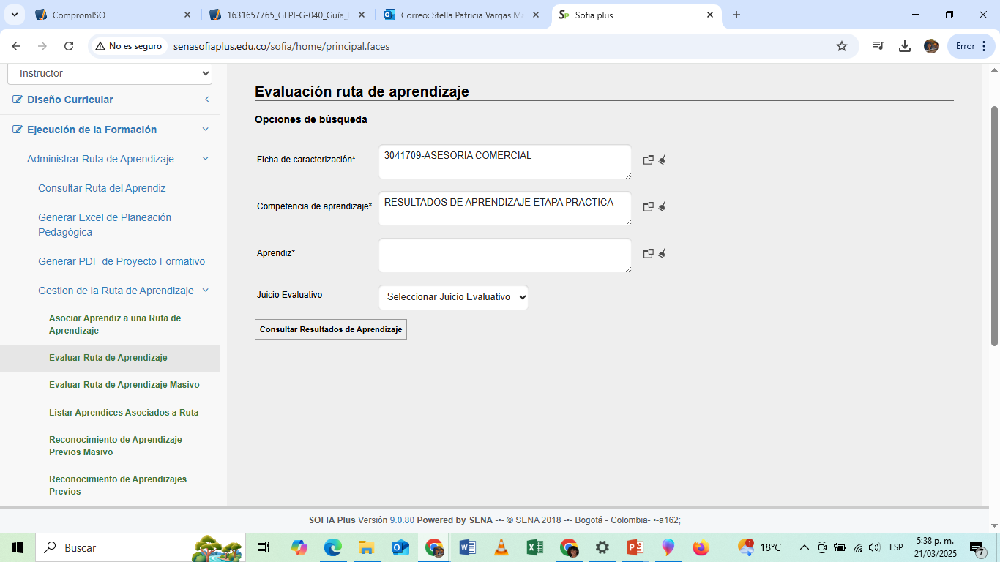 CompromISO
1631657765_GFPI-G-040_Guía_
Correo: Stella Patricia Vargas Ma
Sofia plus
No es seguro
senasofiaplus.edu.co/sofia/home/principal.faces
Error
Instructor
Diseño Curricular
Ejecución de la Formación
Administrar Ruta de Aprendizaje
Consultar Ruta del Aprendiz
Generar Excel de Planeación
Pedagógica
Generar PDF de Proyecto Formativo
Gestion de la Ruta de Aprendizaje
Asociar Aprendiz a una Ruta de
Aprendizaje
Evaluar Ruta de Aprendizaje
Evaluar Ruta de Aprendizaje Masivo
Listar Aprendices Asociados a Ruta
Reconocimiento de Aprendizaje
Previos Masivo
Reconocimiento de Aprendizajes
Previos
Evaluación ruta de aprendizaje
Opciones de búsqueda
Ficha de caracterización*
3041709-ASESORIA COMERCIAL
Competencia de aprendizaje*
RESULTADOS DE APRENDIZAJE ETAPA PRACTICA
Aprendiz*
Juicio Evaluativo
Seleccionar Juicio Evaluativo
Consultar Resultados de Aprendizaje
SOFIA Plus Versión 9.0.80 Powered by SENA -•- © SENA 2018 -•- Bogotá - Colombia- •-a162;
Buscar
1
18°C
ESP
5:38 p. m.
21/03/2025
7